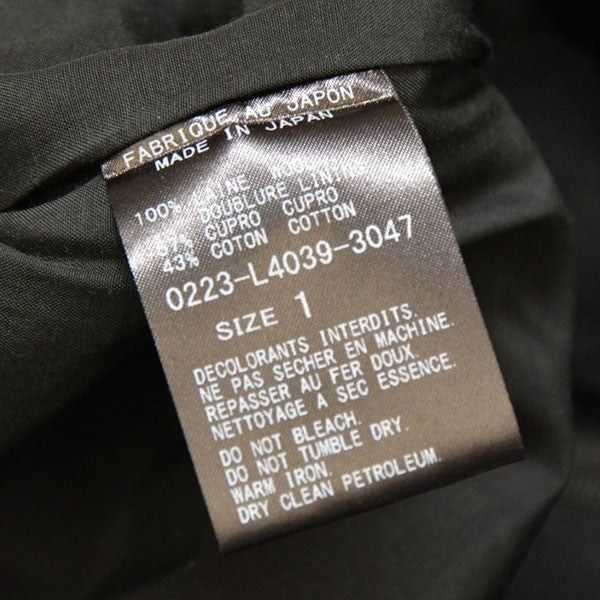 FABRIQUE AU JAPON
MADE IN JAPAN
100% LAINE
DOUBLURE LINING
57% CUPRO CUPRO
43% COTON COTTON
0223-L4039-3047
SIZE 1
DECOLORANTS INTERDITS.
NE PAS SECHER EN MACHINE.
REPASSER AU FER DOUX.
NETTOYAGE A SEC ESSENCE.
DO NOT BLEACH.
DO NOT TUMBLE DRY.
WARM IRON.
DRY CLEAN PETROLEUM.